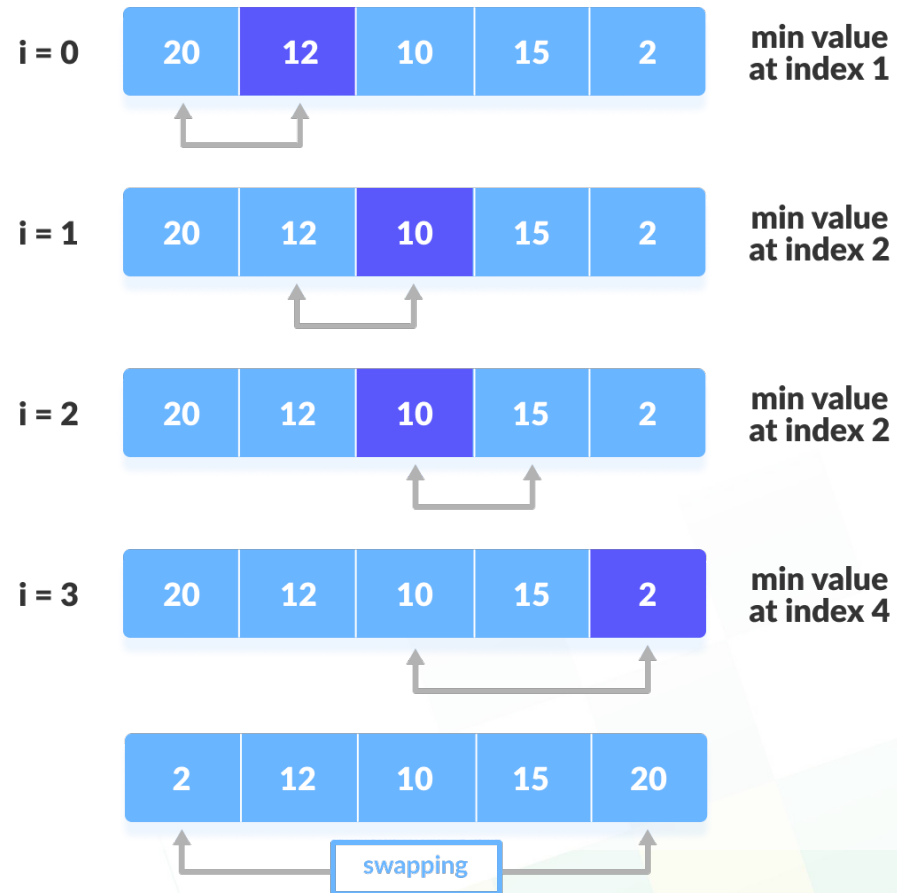 i = 0 20 12 10 15 2 min value
at index 1
i = 1 20 12 10 15 2 min value
at index 2
i = 2 20 12 10 15 2 min value
at index 2
i = 3 20 12 10 15 2 min value
at index 4
2 12 10 15 20
swapping